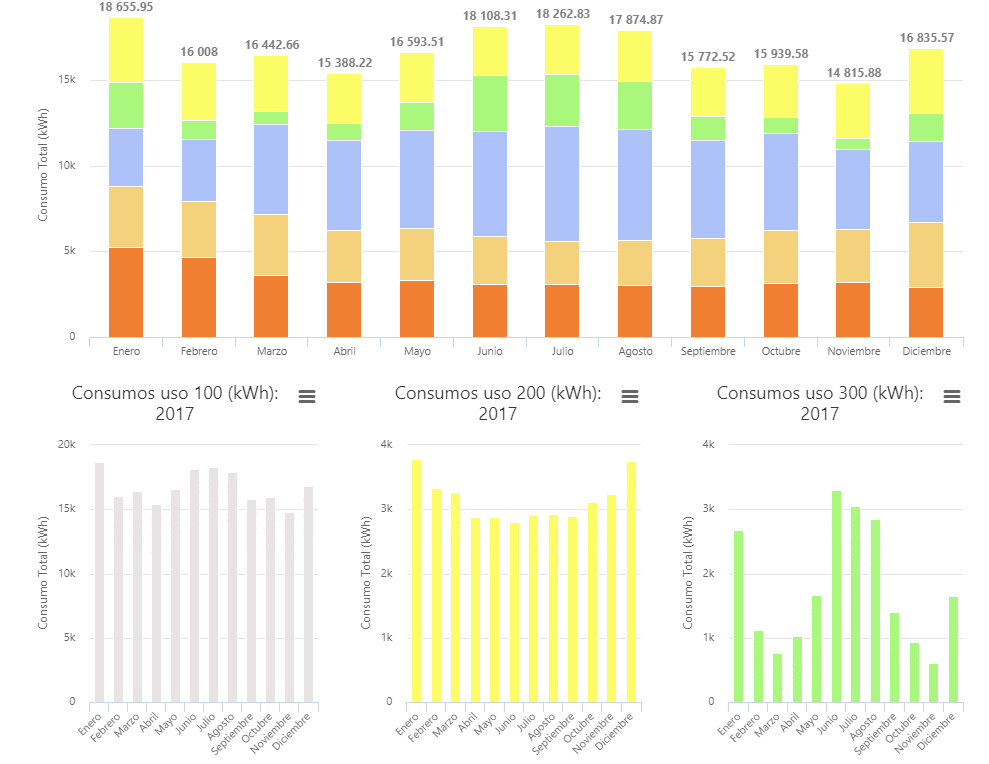 18 655.95
16 008
16 442.66
15 388.22
16 593.51
18 108.31
18 262.83
17 874.87
15 772.52
15 939.58
14 815.88
16 835.57
Consumo Total (kWh)
15k
10k
5k
0
Enero
Febrero
Marzo
Abril
Mayo
Junio
Julio
Agosto
Septiembre
Octubre
Noviembre
Diciembre
Consumos uso 100 (kWh):
2017
Consumo Total (kWh)
20k
15k
10k
5k
0
Enero
Febrero
Marzo
Abril
Mayo
Junio
Julio
Agosto
Septiembre
Octubre
Noviembre
Diciembre
Consumos uso 200 (kWh):
2017
Consumo Total (kWh)
4k
3k
2k
1k
0
Enero
Febrero
Marzo
Abril
Mayo
Junio
Julio
Agosto
Septiembre
Octubre
Noviembre
Diciembre
Consumos uso 300 (kWh):
2017
Consumo Total (kWh)
4k
3k
2k
1k
0
Enero
Febrero
Marzo
Abril
Mayo
Junio
Julio
Agosto
Septiembre
Octubre
Noviembre
Diciembre